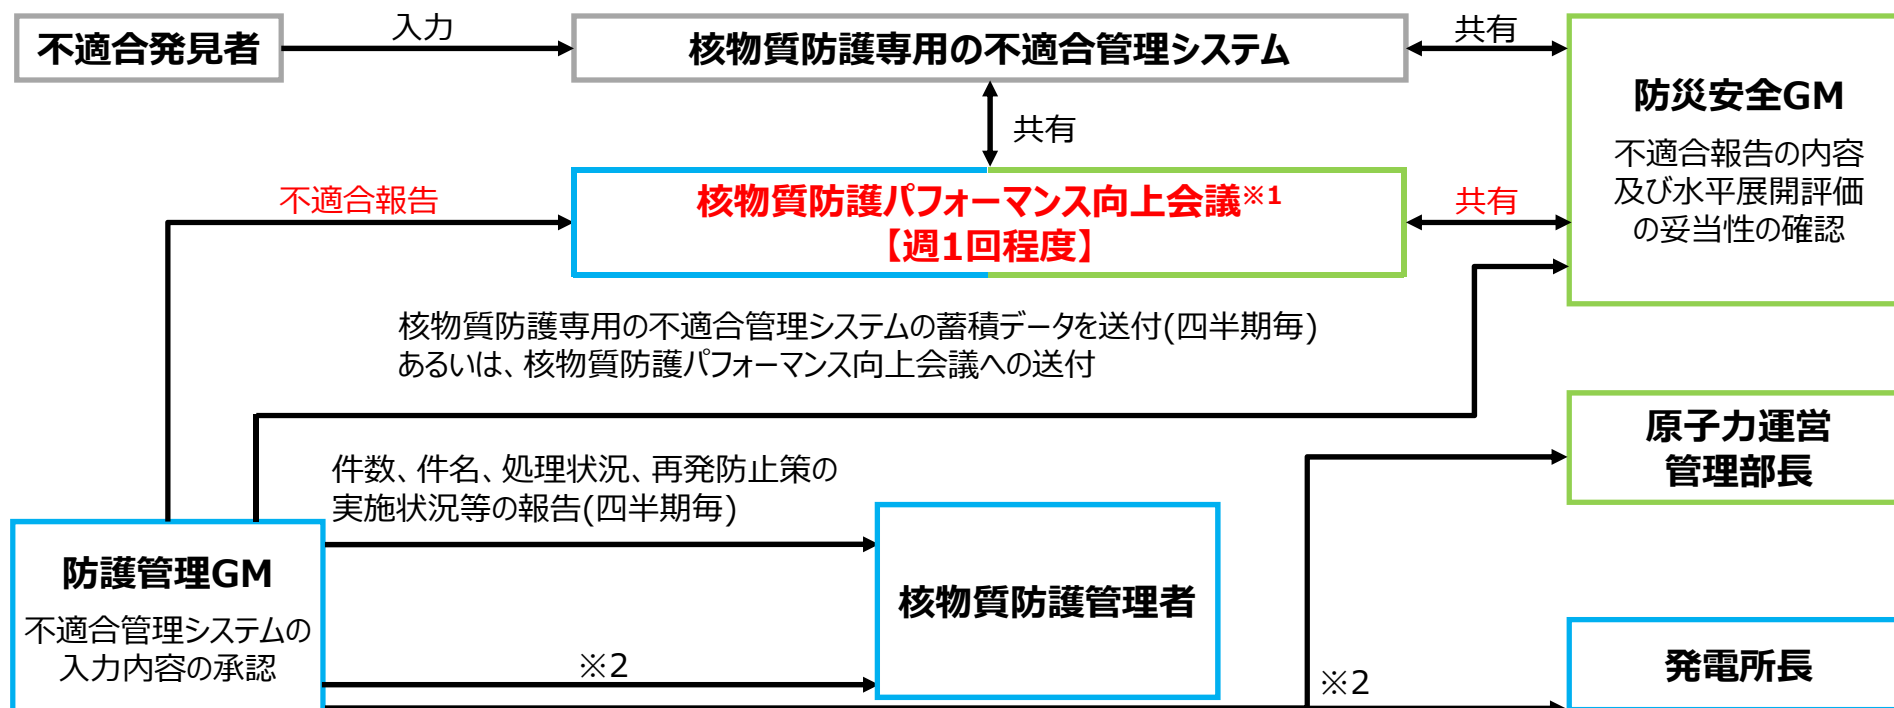 不適合発見者
入力
核物質防護専用の不適合管理システム
共有
防災安全GM
不適合報告の内容
及び水平展開評価
の妥当性の確認
共有
不適合報告
核物質防護パフォーマンス向上会議※1
【週1回程度】
共有
核物質防護専用の不適合管理システムの蓄積データを送付(四半期毎)
あるいは、核物質防護パフォーマンス向上会議への送付
原子力運営
管理部長
件数、件名、処理状況、再発防止策の
実施状況等の報告(四半期毎)
防護管理GM
不適合管理システムの
入力内容の承認
核物質防護管理者
※2
※2
発電所長